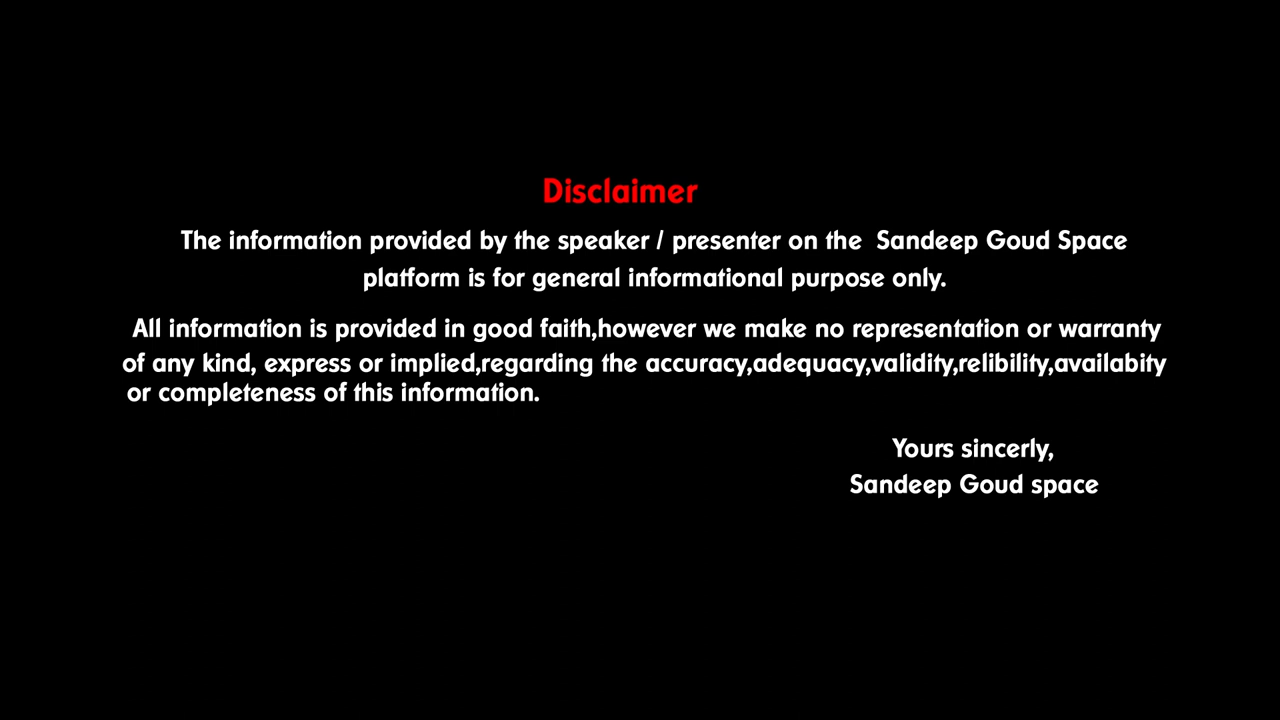 Disclaimer
The information provided by the speaker / presenter on the Sandeep Goud Space
platform is for general informational purpose only.
All information is provided in good faith,however we make no representation or warranty
of any kind, express or implied,regarding the accuracy,adequacy,validity,relibility,availabity
or completeness of this information.
Yours sincerly,
Sandeep Goud space